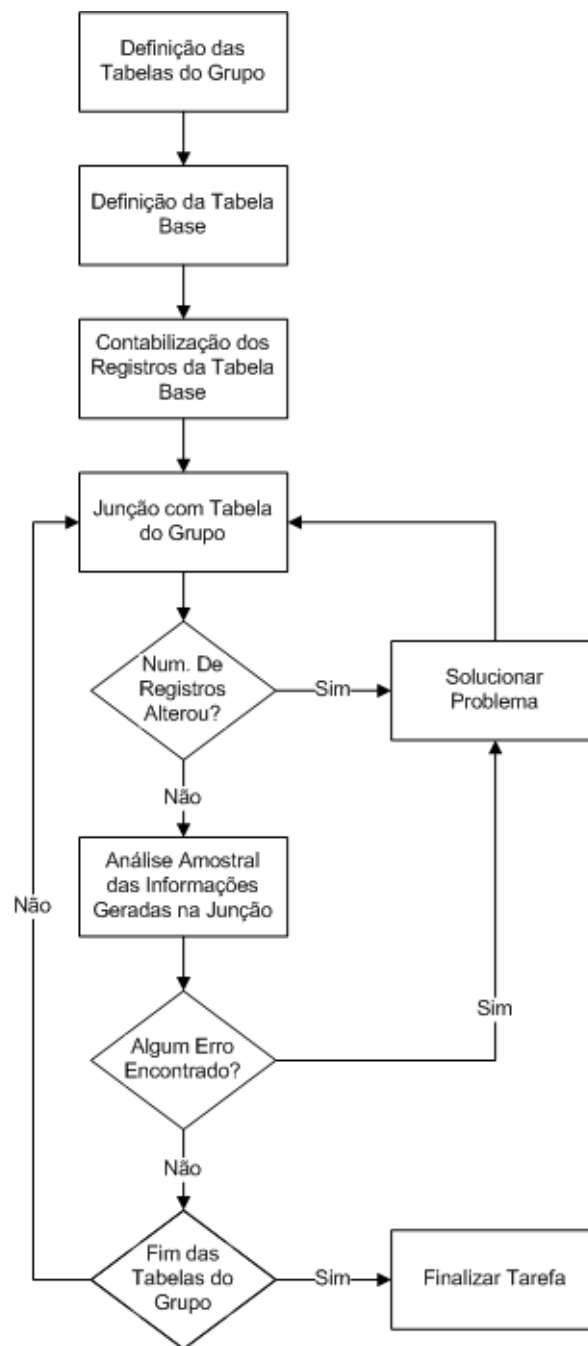 Definição das
Tabelas do Grupo
Definição da Tabela
Base
Contabilização dos
Registros da Tabela
Base
Junção com Tabela
do Grupo
Num. De
Registros
Alterou?
Sim
Solucionar
Problema
Não
Análise Amostral
das Informações
Geradas na Junção
Não
Sim
Algum Erro
Encontrado?
Não
Fim das
Tabelas do
Grupo
Sim
Finalizar Tarefa